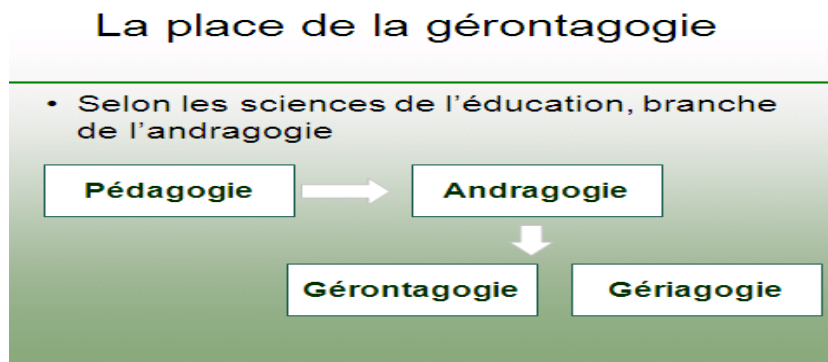 La place de la gérontagogie
• Selon les sciences de l'éducation, branche
de l'andragogie
Pédagogie
Andragogie
Gérontagogie
Gériagogie